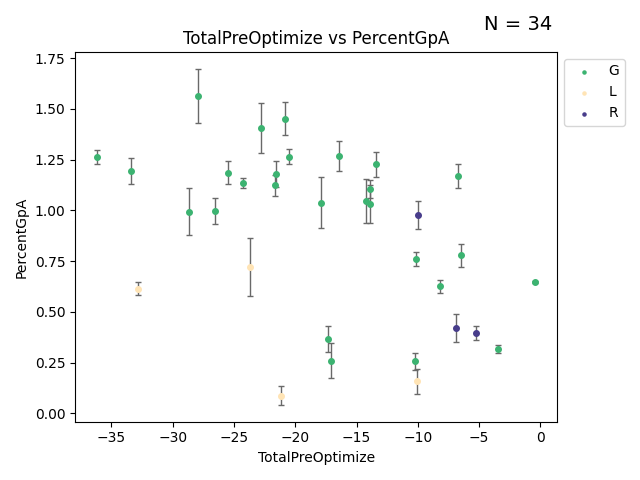 N = 34
TotalPreOptimize vs PercentGpA
1.75
1.50
1.25
1.00
0.75
0.50
0.25
0.00
PercentGpA
G
L
R
−35 −30 −25 −20 −15 −10 −5 0
TotalPreOptimize